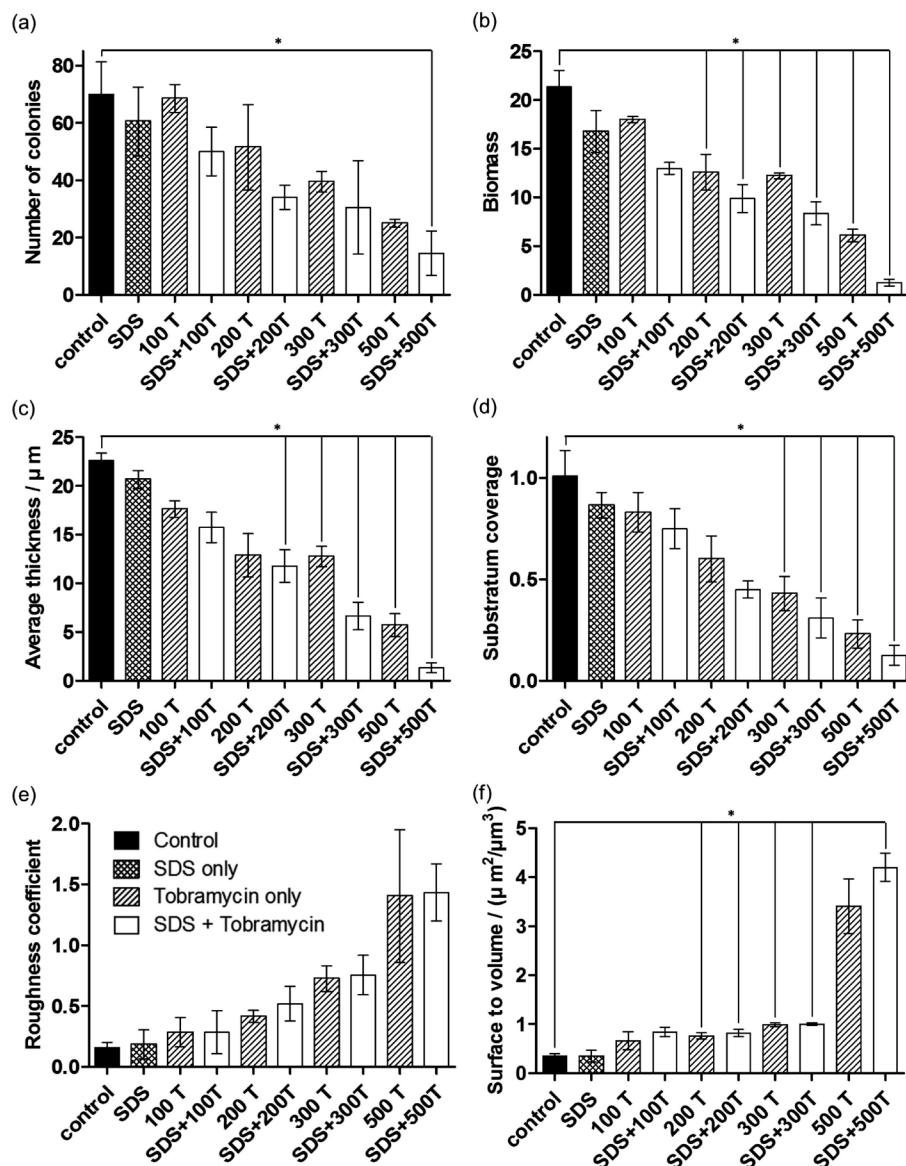 (a)
*
Number of colonies
80
60
40
20
0
control
SDS
100 T
SDS+100T
200 T
SDS+200T
300 T
SDS+300T
500 T
SDS+500T
(b)
*
Biomass
25
20
15
10
5
0
control
SDS
100 T
SDS+100T
200 T
SDS+200T
300 T
SDS+300T
500 T
SDS+500T
(c)
*
Average thickness / µ m
25
20
15
10
5
0
control
SDS
100 T
SDS+100T
200 T
SDS+200T
300 T
SDS+300T
500 T
SDS+500T
(d)
*
Substratum coverage
1.0
0.5
0.0
control
SDS
100 T
SDS+100T
200 T
SDS+200T
300 T
SDS+300T
500 T
SDS+500T
(e)
Roughness coefficient
2.0
1.5
1.0
0.5
0.0
Control
SDS only
Tobramycin only
SDS + Tobramycin
control
SDS
100 T
SDS+100T
200 T
SDS+200T
300 T
SDS+300T
500 T
SDS+500T
(f)
*
Surface to volume / (µ m²/µm³)
5
4
3
2
1
0
control
SDS
100 T
SDS+100T
200 T
SDS+200T
300 T
SDS+300T
500 T
SDS+500T